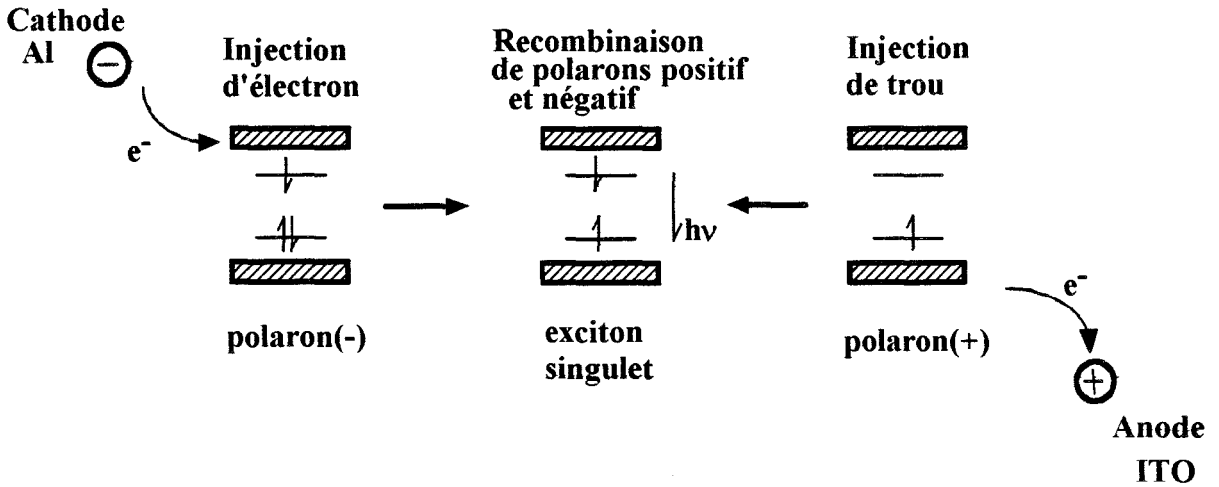 Cathode
Al
−
e-
Injection
d'électron
polaron(-)
Recombinaison
de polarons positif
et négatif
hν
exciton
singulet
Injection
de trou
polaron(+)
e-
+
Anode
ITO